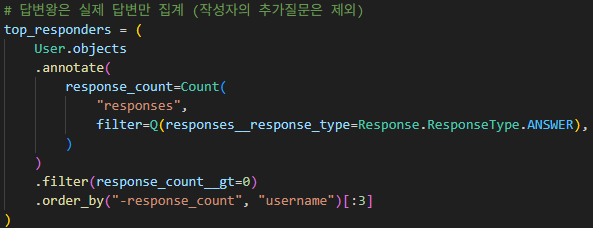 # 답변왕은 실제 답변만 집계 (작성자의 추가질문은 제외)
top_responders = (
    User.objects
    .annotate(
        response_count=Count(
            "responses",
            filter=Q(responses__response_type=Response.ResponseType.ANSWER),
        )
    )
    .filter(response_count__gt=0)
    .order_by("-response_count", "username")[:3]
)